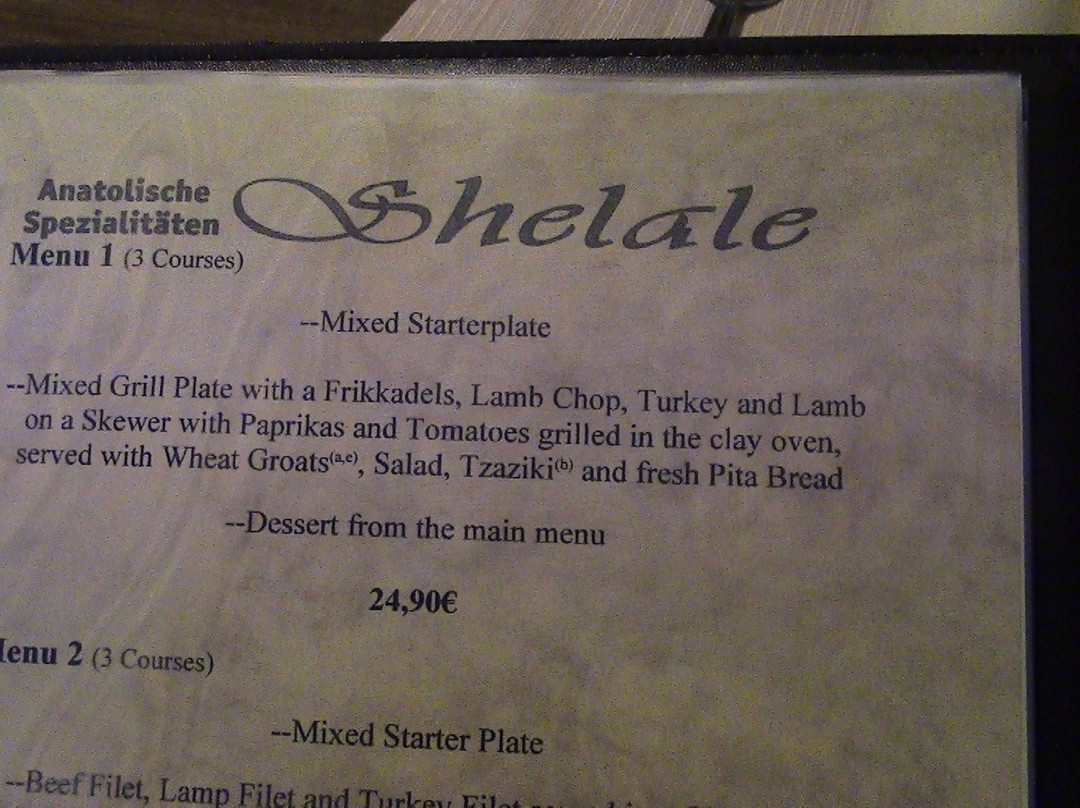 Anatolische
Spezialitäten
Shelale
Menu 1 (3 Courses)
--Mixed Starterplate
--Mixed Grill Plate with a Frikkadels, Lamb Chop, Turkey and Lamb
on a Skewer with Paprikas and Tomatoes grilled in the clay oven,
served with Wheat Groats(a,e), Salad, Tzaziki(b) and fresh Pita Bread
--Dessert from the main menu
24,90€
enu 2 (3 Courses)
--Mixed Starter Plate
--Beef Filet, Lamp Filet and Turkey Filet